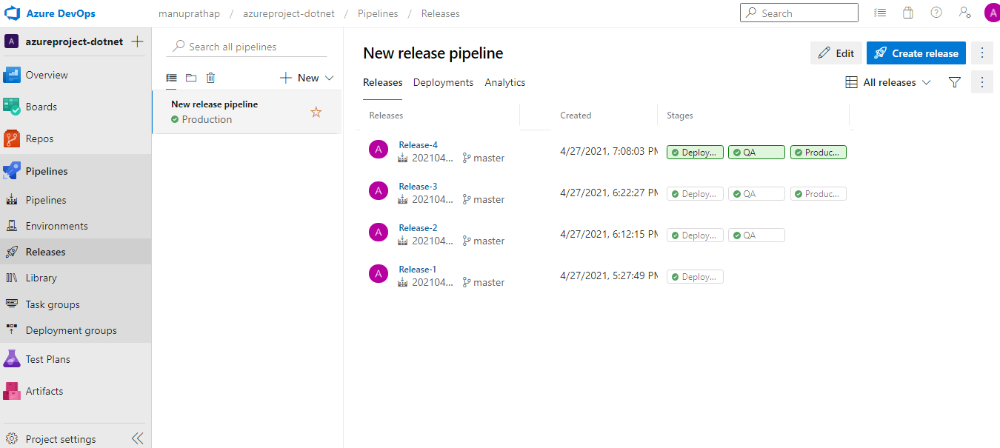 Azure DevOps
manuprathap / azureproject-dotnet / Pipelines / Releases
Search
A
A azureproject-dotnet
Overview
Boards
Repos
Pipelines
Pipelines
Environments
Releases
Library
Task groups
Deployment groups
Test Plans
Artifacts
Project settings
Search all pipelines
New
New release pipeline
Production
New release pipeline
Edit
Create release
Releases Deployments Analytics
All releases
Releases Created Stages
A Release-4 4/27/2021, 7:08:03 PM Deploy... QA Produc...
202104... master
A Release-3 4/27/2021, 6:22:27 PM Deploy... QA Produc...
202104... master
A Release-2 4/27/2021, 6:12:15 PM Deploy... QA
202104... master
A Release-1 4/27/2021, 5:27:49 PM Deploy...
202104... master